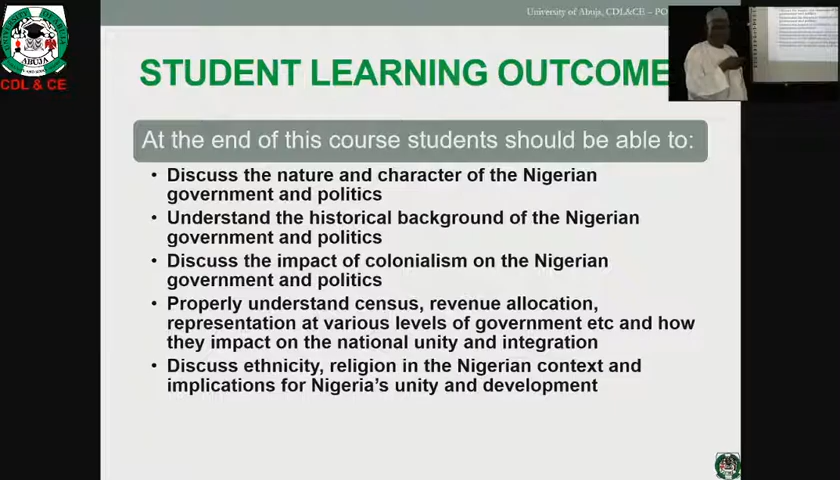 University of Abuja, CDL&CE – PO
ABUJA
CDL & CE
STUDENT LEARNING OUTCOME
At the end of this course students should be able to:
• Discuss the nature and character of the Nigerian
government and politics
• Understand the historical background of the Nigerian
government and politics
• Discuss the impact of colonialism on the Nigerian
government and politics
• Properly understand census, revenue allocation,
representation at various levels of government etc and how
they impact on the national unity and integration
• Discuss ethnicity, religion in the Nigerian context and
implications for Nigeria's unity and development